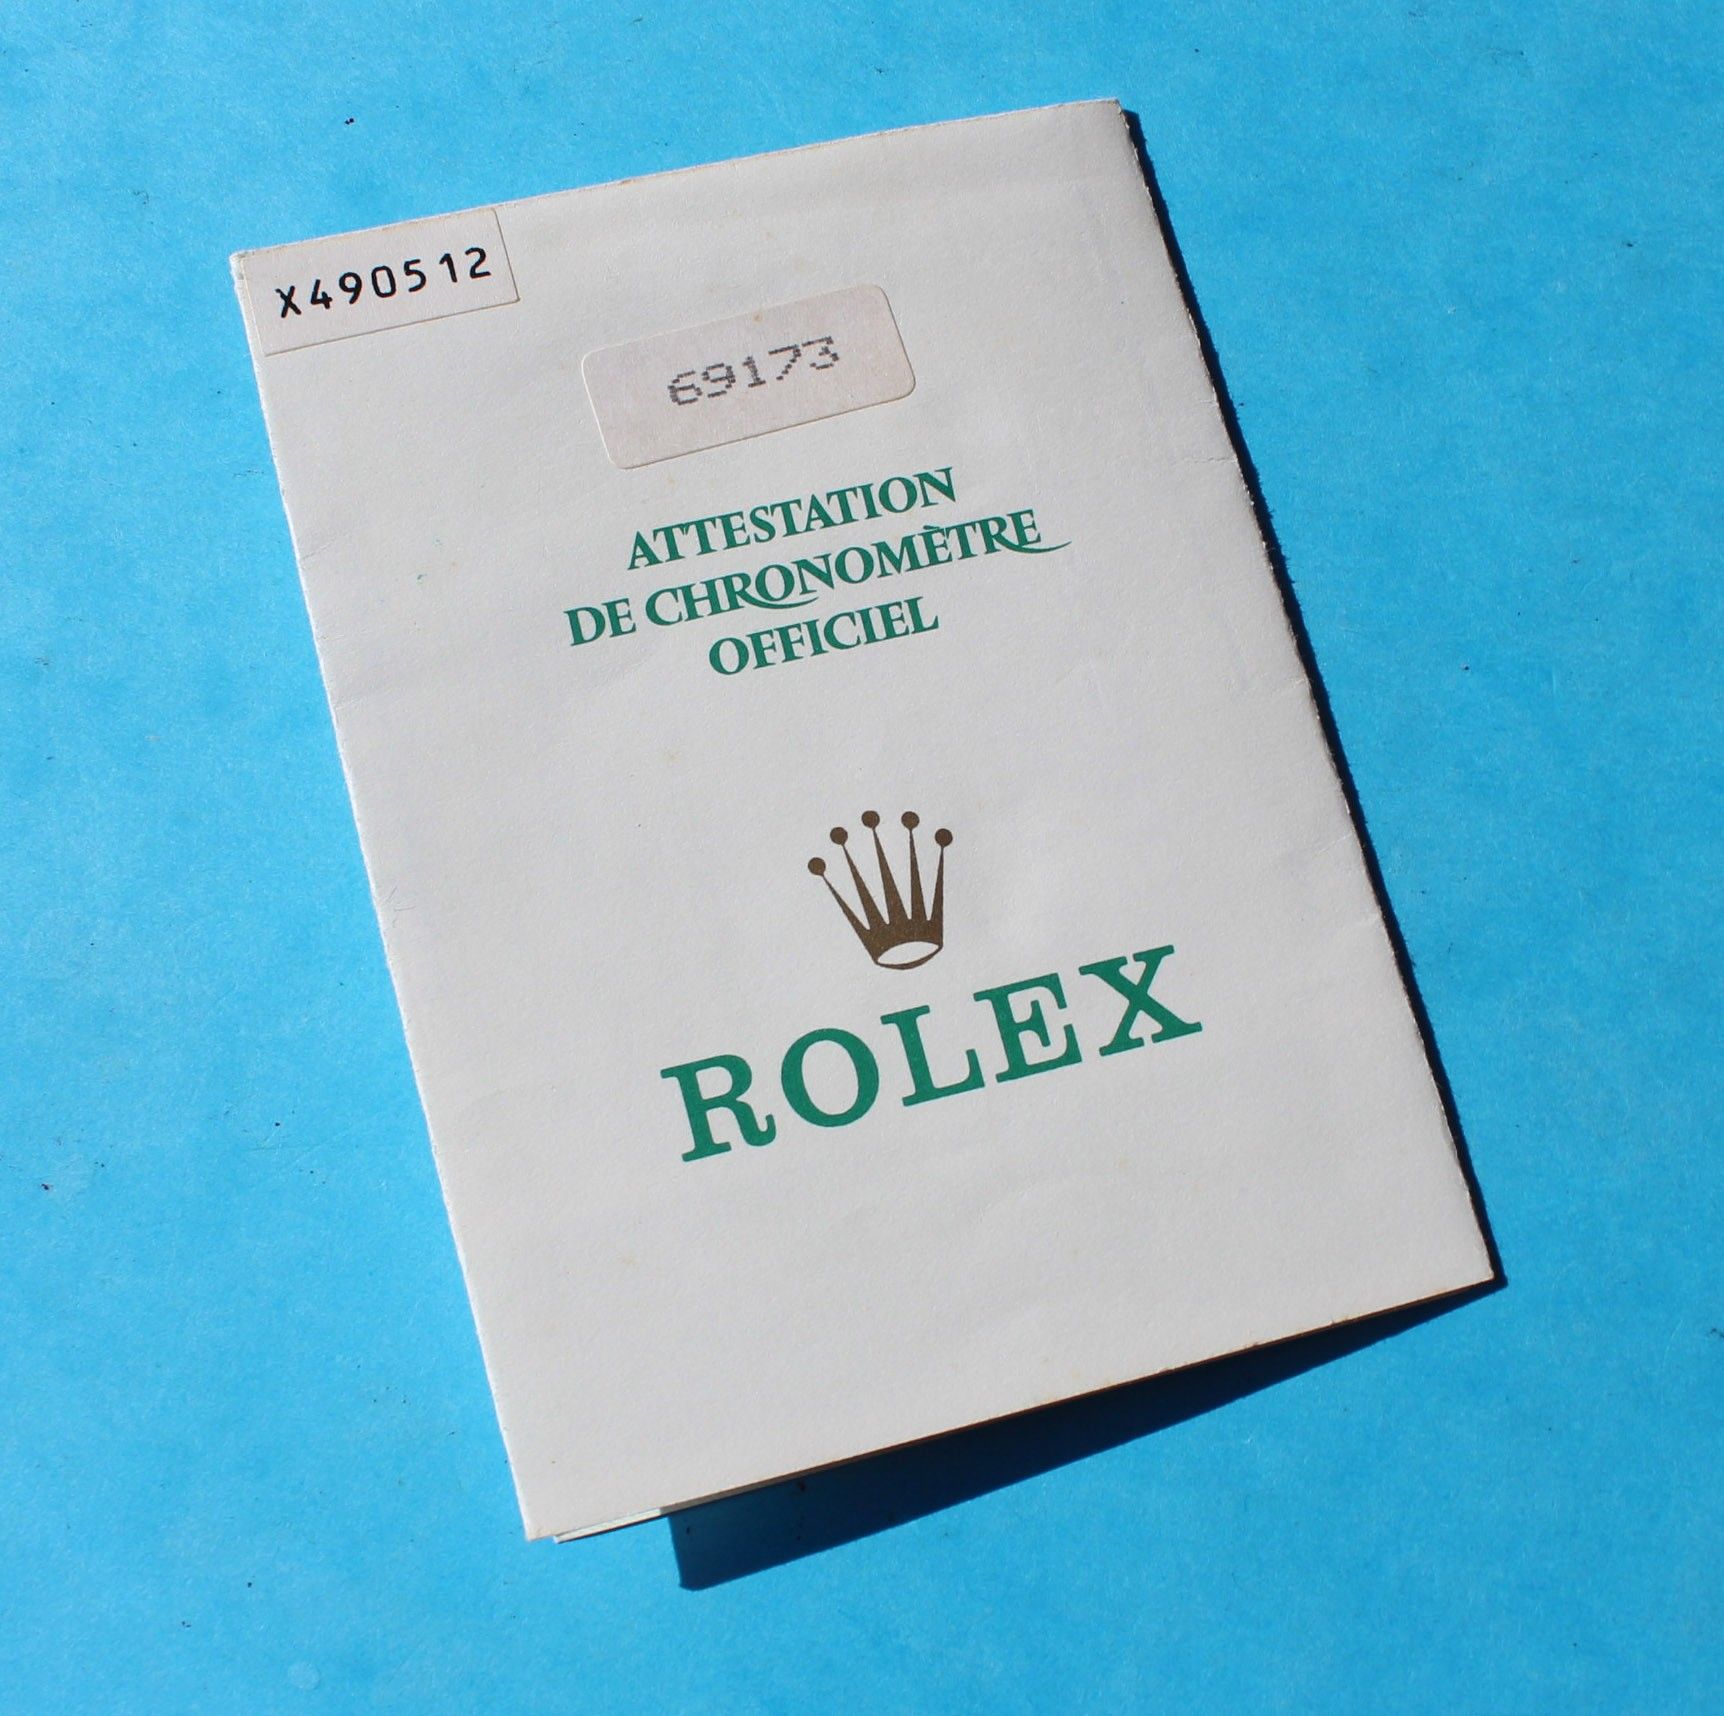 X490512
69173
ATTESTATION
DE CHRONOMÈTRE
OFFICIEL
ROLEX